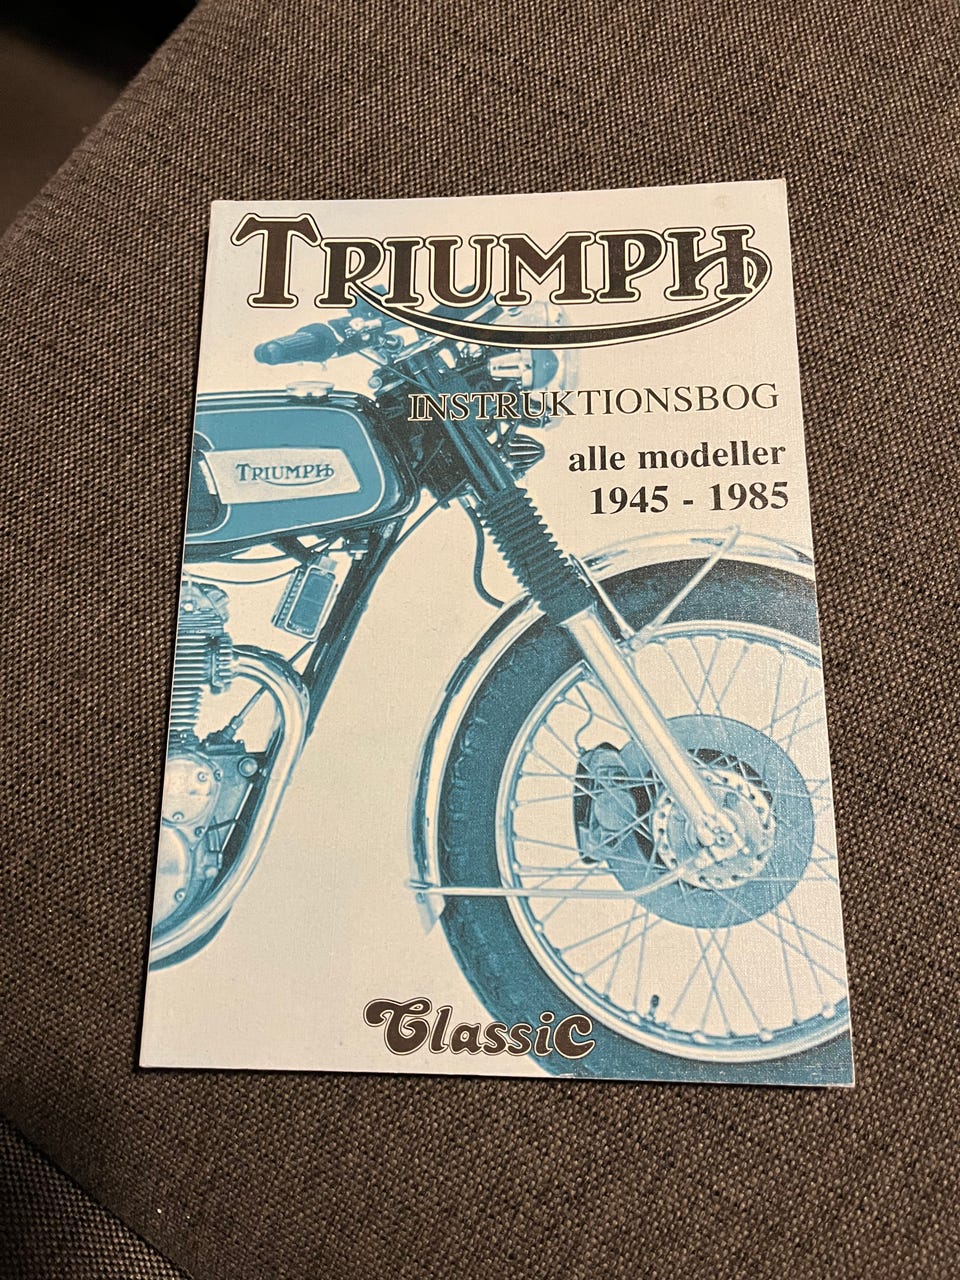 TRIUMPH
INSTRUKTIONSBOG
alle modeller
1945 - 1985
TRIUMPH
Classic